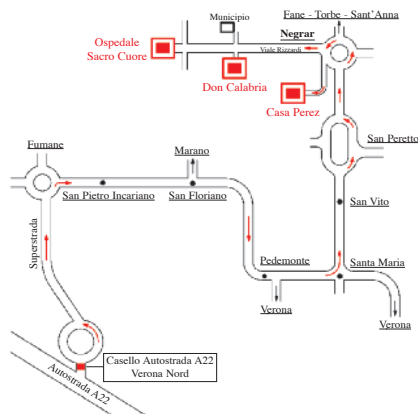 Fane - Torbe - Sant'Anna
Municipio
Negrar
Ospedale
Sacro Cuore
Viale Rizzardi
Don Calabria
Casa Perez
Fumane
Marano
San Peretto
San Pietro Incariano
San Floriano
San Vito
Superstrada
Pedemonte
Santa Maria
Verona
Verona
Casello Autostrada A22
Verona Nord
Autostrada A22